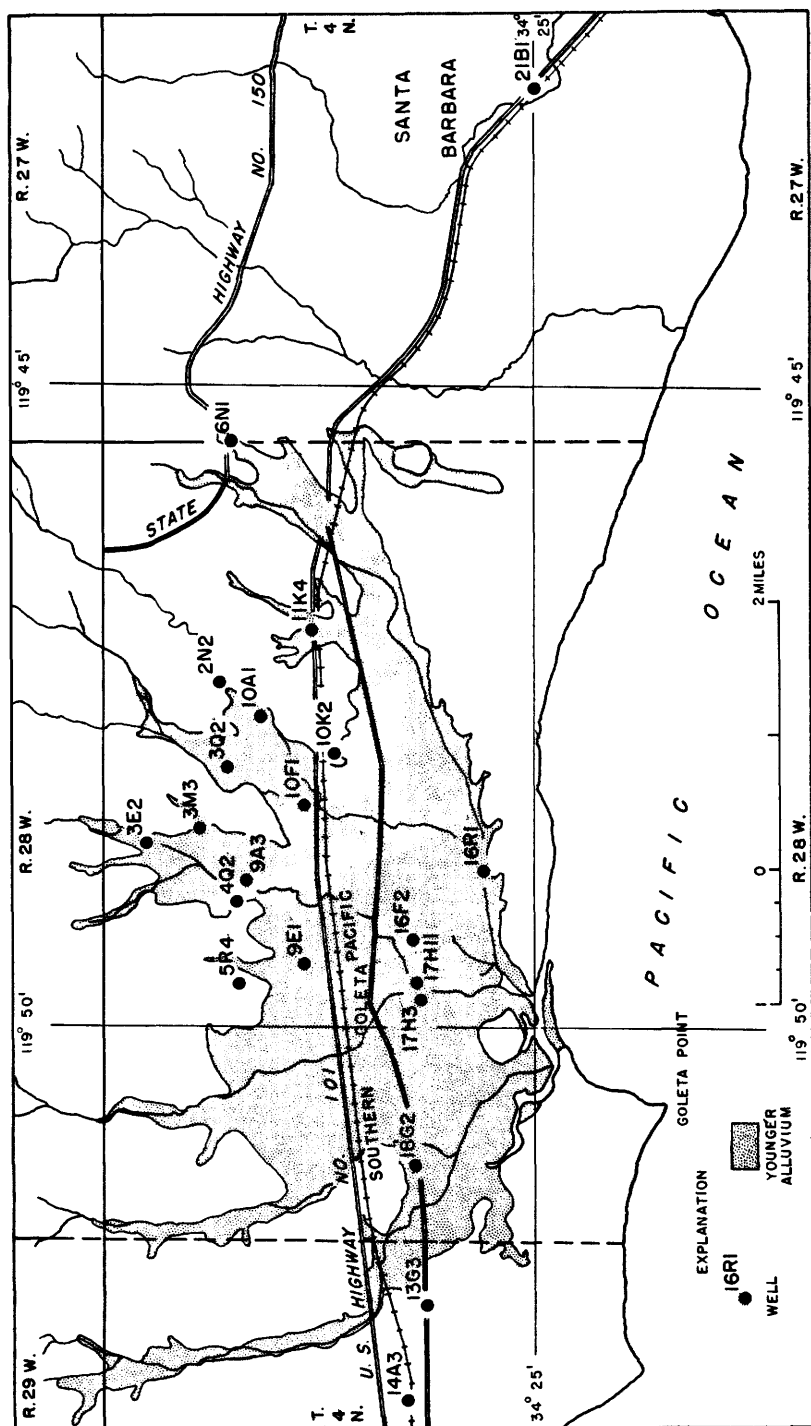 R. 29 W.
119° 50'
R. 28 W.
119° 45'
R. 27 W.
T.
4
N.
T.
4
N.
STATE
HIGHWAY
NO.
150
6N1
3E2
3M3
3Q2
2N2
4Q2
9A3
10A1
5R4
9E1
10F1
10K2
11K4
SANTA
BARBARA
21B1
U. S.
HIGHWAY
NO.
101
SOUTHERN
PACIFIC
GOLETA
14A3
13G3
18G2
17H3
17H11
16F2
16R1
34° 25'
34°
25'
PACIFIC
OCEAN
GOLETA POINT
EXPLANATION
16R1
WELL
YOUNGER
ALLUVIUM
1
0
2 MILES
119° 50'
R. 28 W.
119° 45'
R. 27 W.